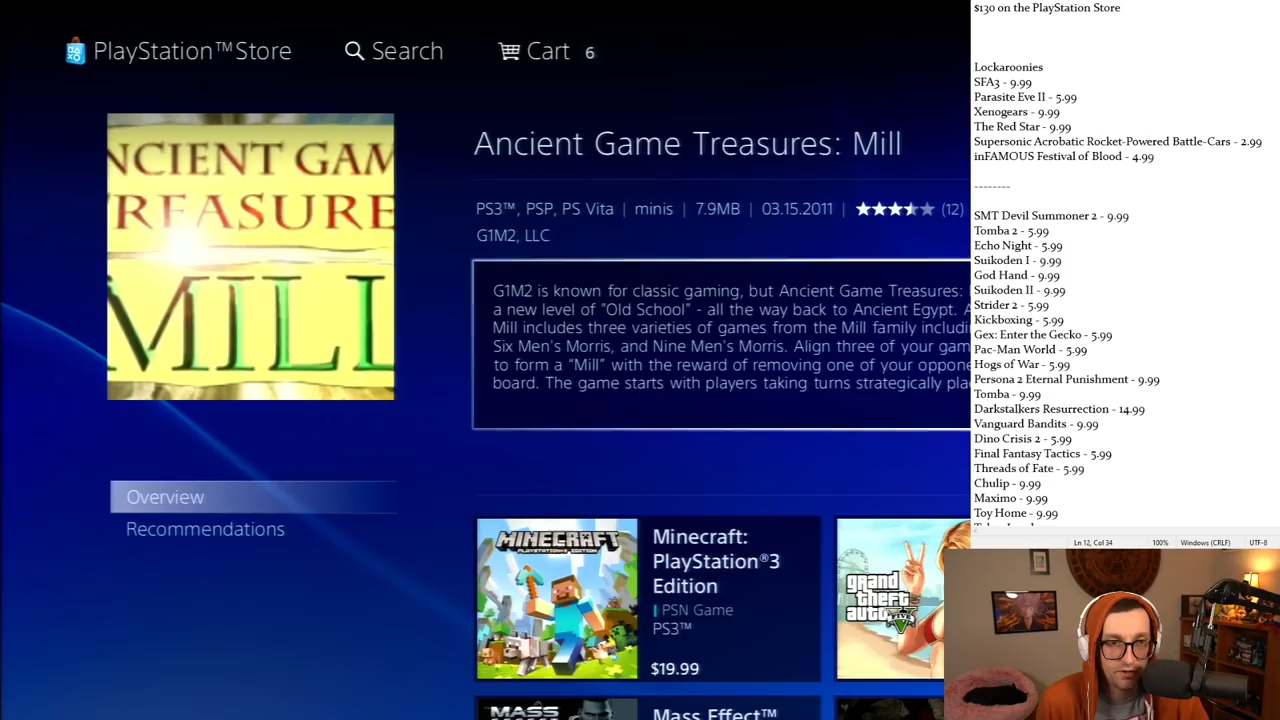 PlayStation™Store
Search
Cart 6
NCIENT GAM
REASURE
MILL
Ancient Game Treasures: Mill
PS3™, PSP, PS Vita | minis | 7.9MB | 03.15.2011 | ★★★★★ (12)
G1M2, LLC
G1M2 is known for classic gaming, but Ancient Game Treasures:
a new level of "Old School" - all the way back to Ancient Egypt. A
Mill includes three varieties of games from the Mill family includi
Six Men's Morris, and Nine Men's Morris. Align three of your gam
to form a "Mill" with the reward of removing one of your oppone
board. The game starts with players taking turns strategically pla
Overview
Recommendations
MINECRAFT
Minecraft:
PlayStation®3
Edition
PSN Game
PS3™
$19.99
grand
theft
auto
V
MASS
Mass Effect™
$130 on the PlayStation Store
Lockaroonies
SFA3 - 9.99
Parasite Eve II - 5.99
Xenogears - 9.99
The Red Star - 9.99
Supersonic Acrobatic Rocket-Powered Battle-Cars - 2.99
inFAMOUS Festival of Blood - 4.99
--------
SMT Devil Summoner 2 - 9.99
Tomba 2 - 5.99
Echo Night - 5.99
Suikoden I - 9.99
God Hand - 9.99
Suikoden II - 9.99
Strider 2 - 5.99
Kickboxing - 5.99
Gex: Enter the Gecko - 5.99
Pac-Man World - 5.99
Hogs of War - 5.99
Persona 2 Eternal Punishment - 9.99
Tomba - 9.99
Darkstalkers Resurrection - 14.99
Vanguard Bandits - 9.99
Dino Crisis 2 - 5.99
Final Fantasy Tactics - 5.99
Threads of Fate - 5.99
Chulip - 9.99
Maximo - 9.99
Toy Home - 9.99
Ln 12, Col 34
100%
Windows (CRLF)
UTF-8